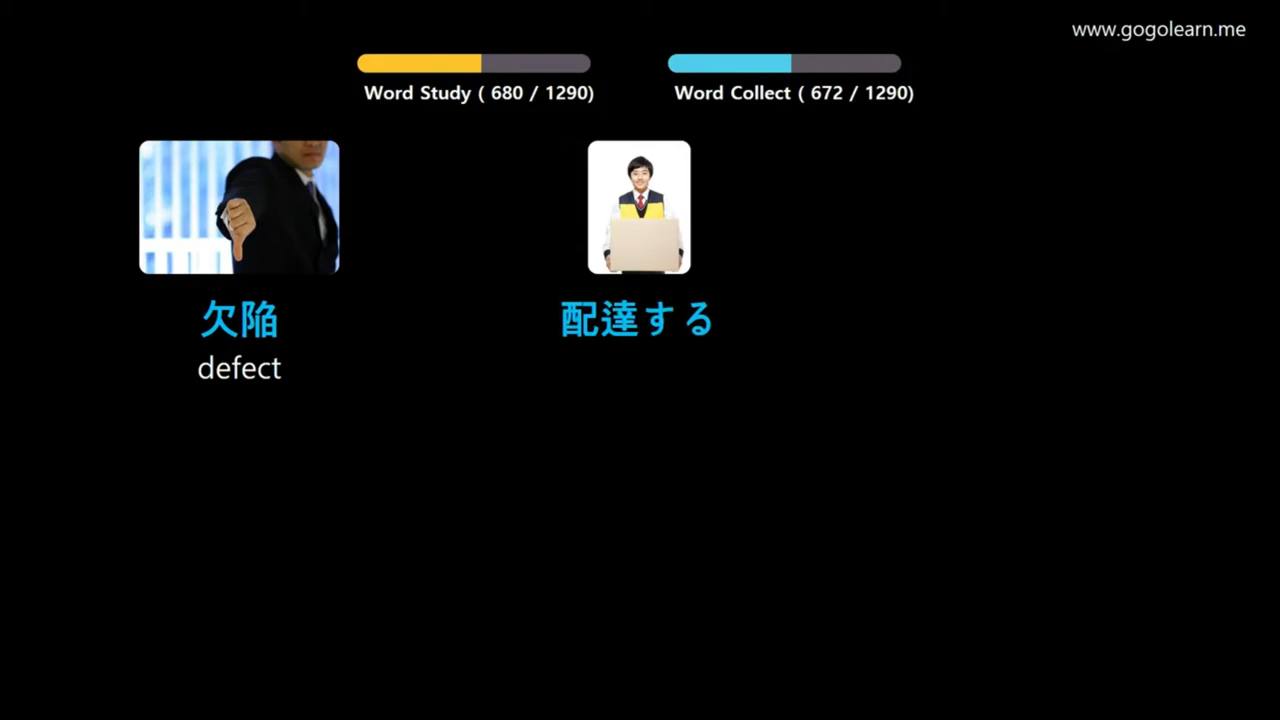 www.gogolearn.me
Word Study ( 680 / 1290)
Word Collect ( 672 / 1290)
欠陥
defect
配達する